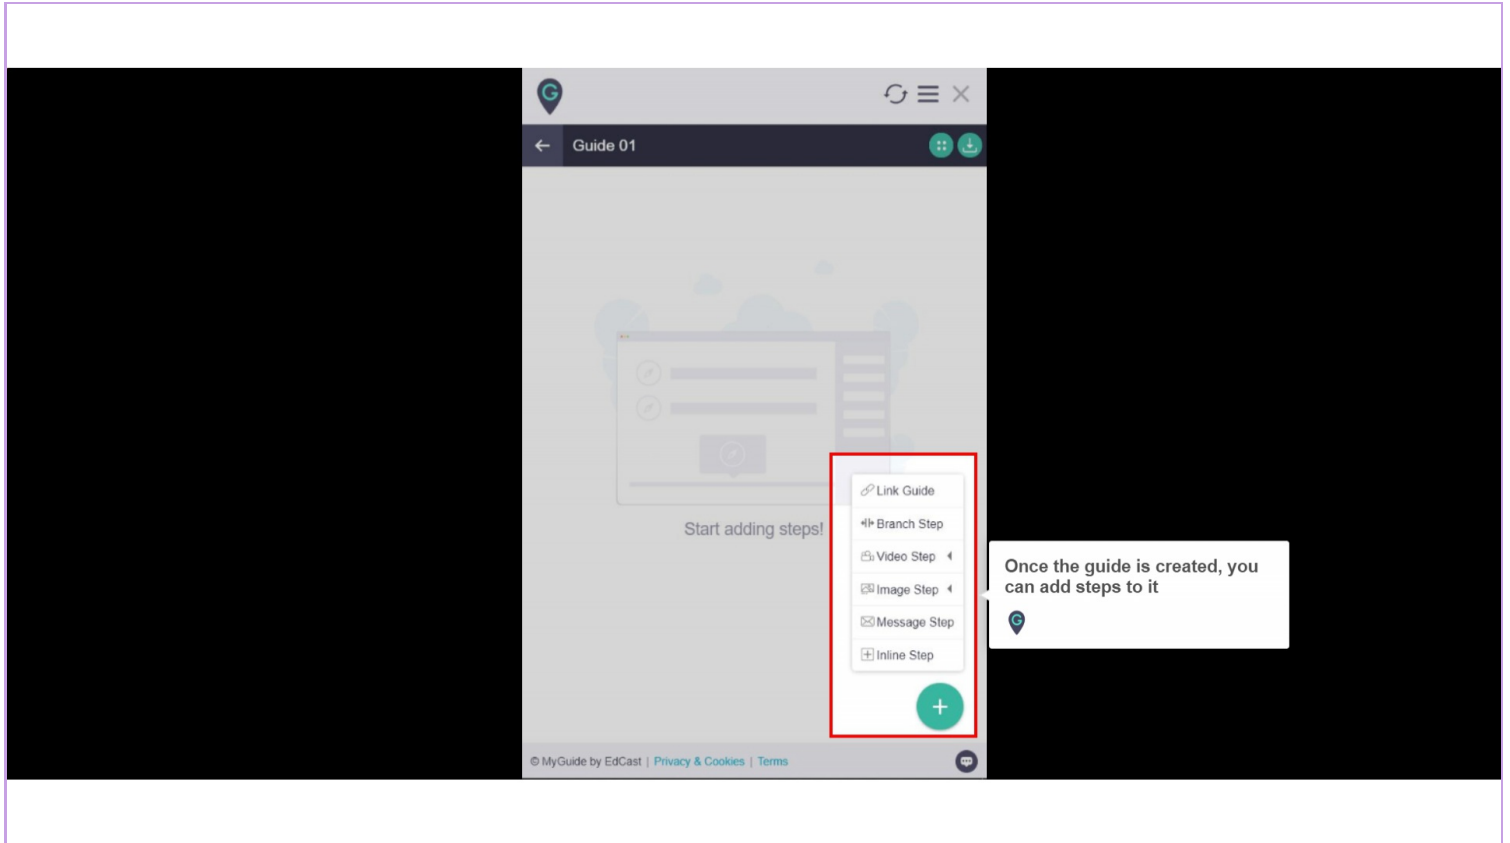 G
Guide 01
Start adding steps!
Link Guide
Branch Step
Video Step
Image Step
Message Step
Inline Step
Once the guide is created, you
can add steps to it
G
© MyGuide by EdCast | Privacy & Cookies | Terms